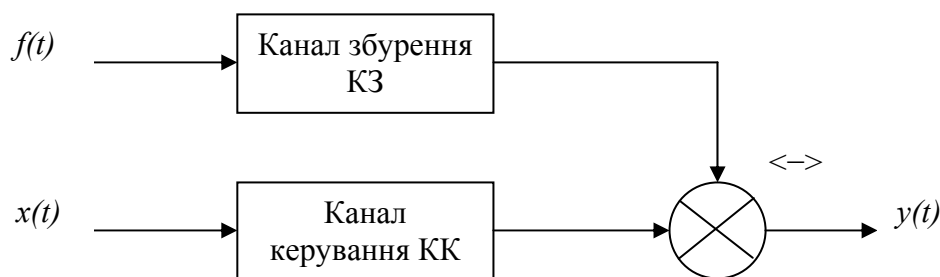 f(t)
Канал збурення
КЗ
<–>
x(t)
Канал
керування КК
y(t)